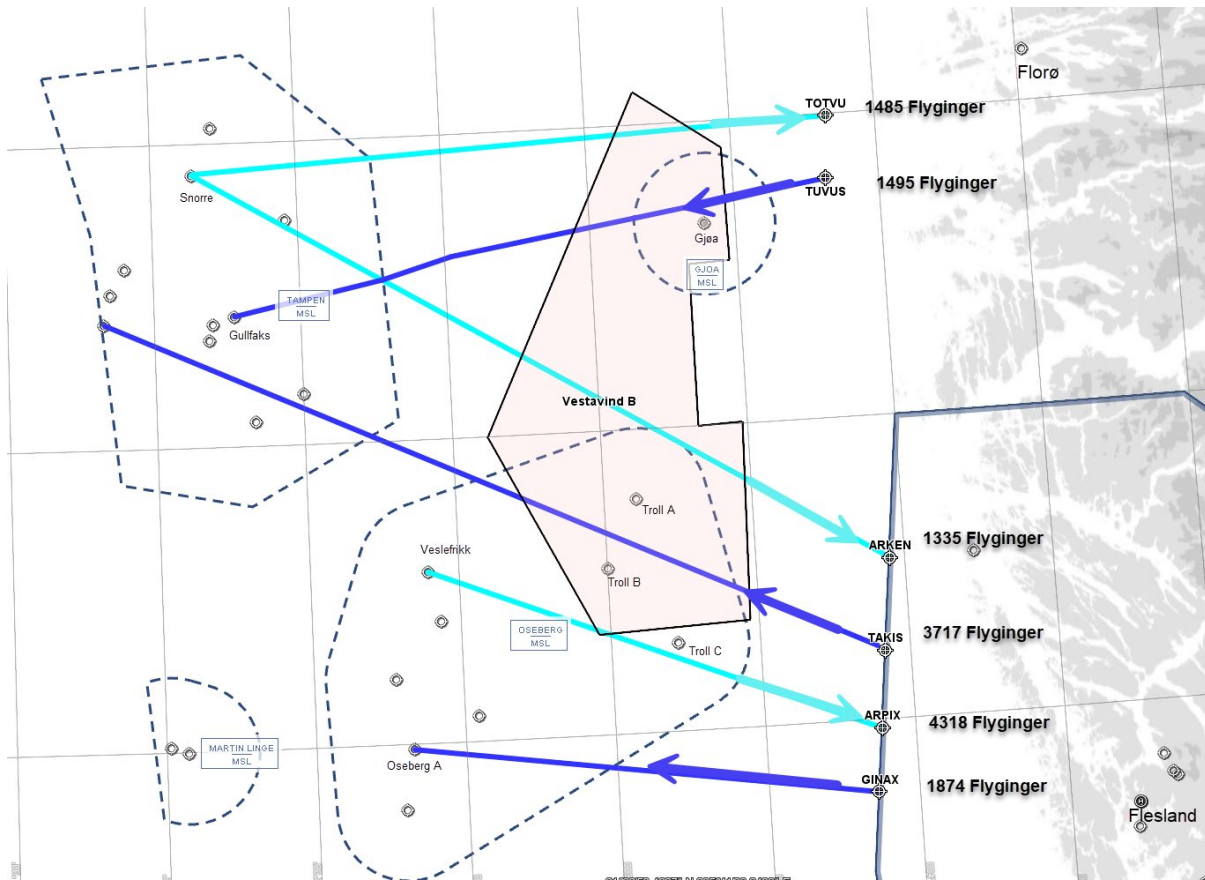 Florø
TOTVU
1485 Flyginger
Snorre
1495 Flyginger
TUVUS
Gjøa
GJOA
MSL
TAMPEN
MSL
Gullfaks
Vestavind B
Troll A
ARKEN
1335 Flyginger
Veslefrikk
Troll B
OSEBERG
MSL
TAKIS
3717 Flyginger
Troll C
ARPIX
4318 Flyginger
MARTIN LINGE
MSL
Oseberg A
GINAX
1874 Flyginger
Flesland